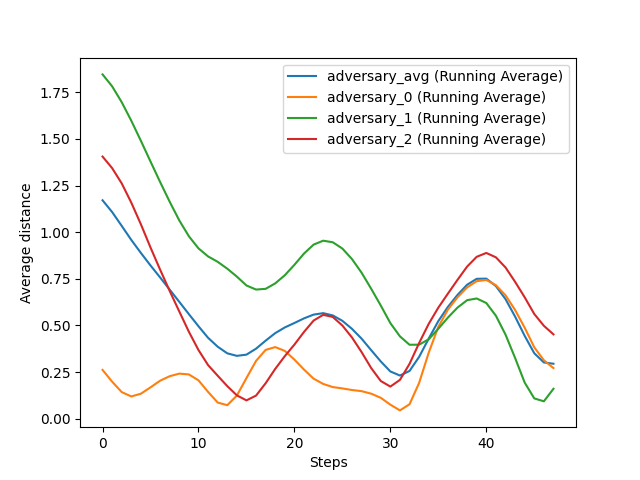 adversary_avg (Running Average)
adversary_0 (Running Average)
adversary_1 (Running Average)
adversary_2 (Running Average)
Average distance
1.75
1.50
1.25
1.00
0.75
0.50
0.25
0.00
0 10 20 30 40
Steps